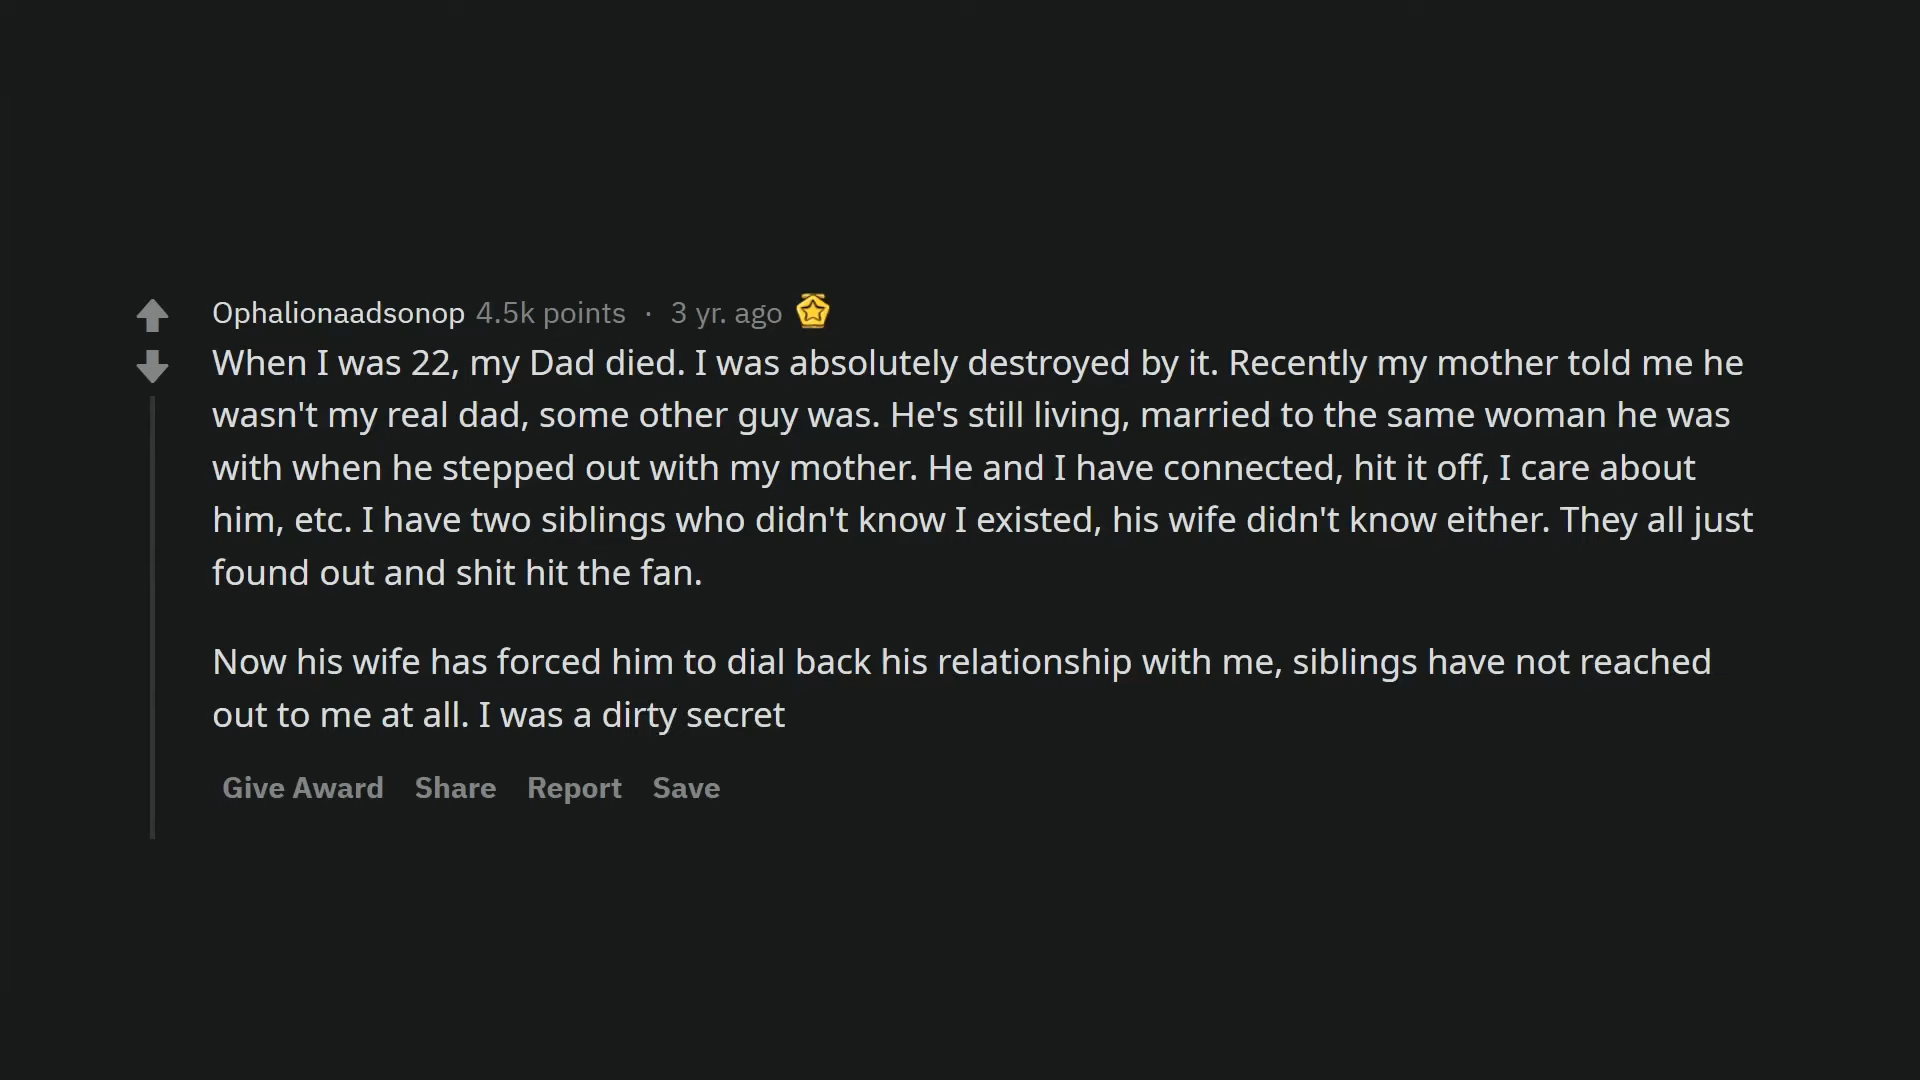 Ophalionaadsonop 4.5k points · 3 yr. ago
When I was 22, my Dad died. I was absolutely destroyed by it. Recently my mother told me he
wasn't my real dad, some other guy was. He's still living, married to the same woman he was
with when he stepped out with my mother. He and I have connected, hit it off, I care about
him, etc. I have two siblings who didn't know I existed, his wife didn't know either. They all just
found out and shit hit the fan.
Now his wife has forced him to dial back his relationship with me, siblings have not reached
out to me at all. I was a dirty secret
Give Award Share Report Save